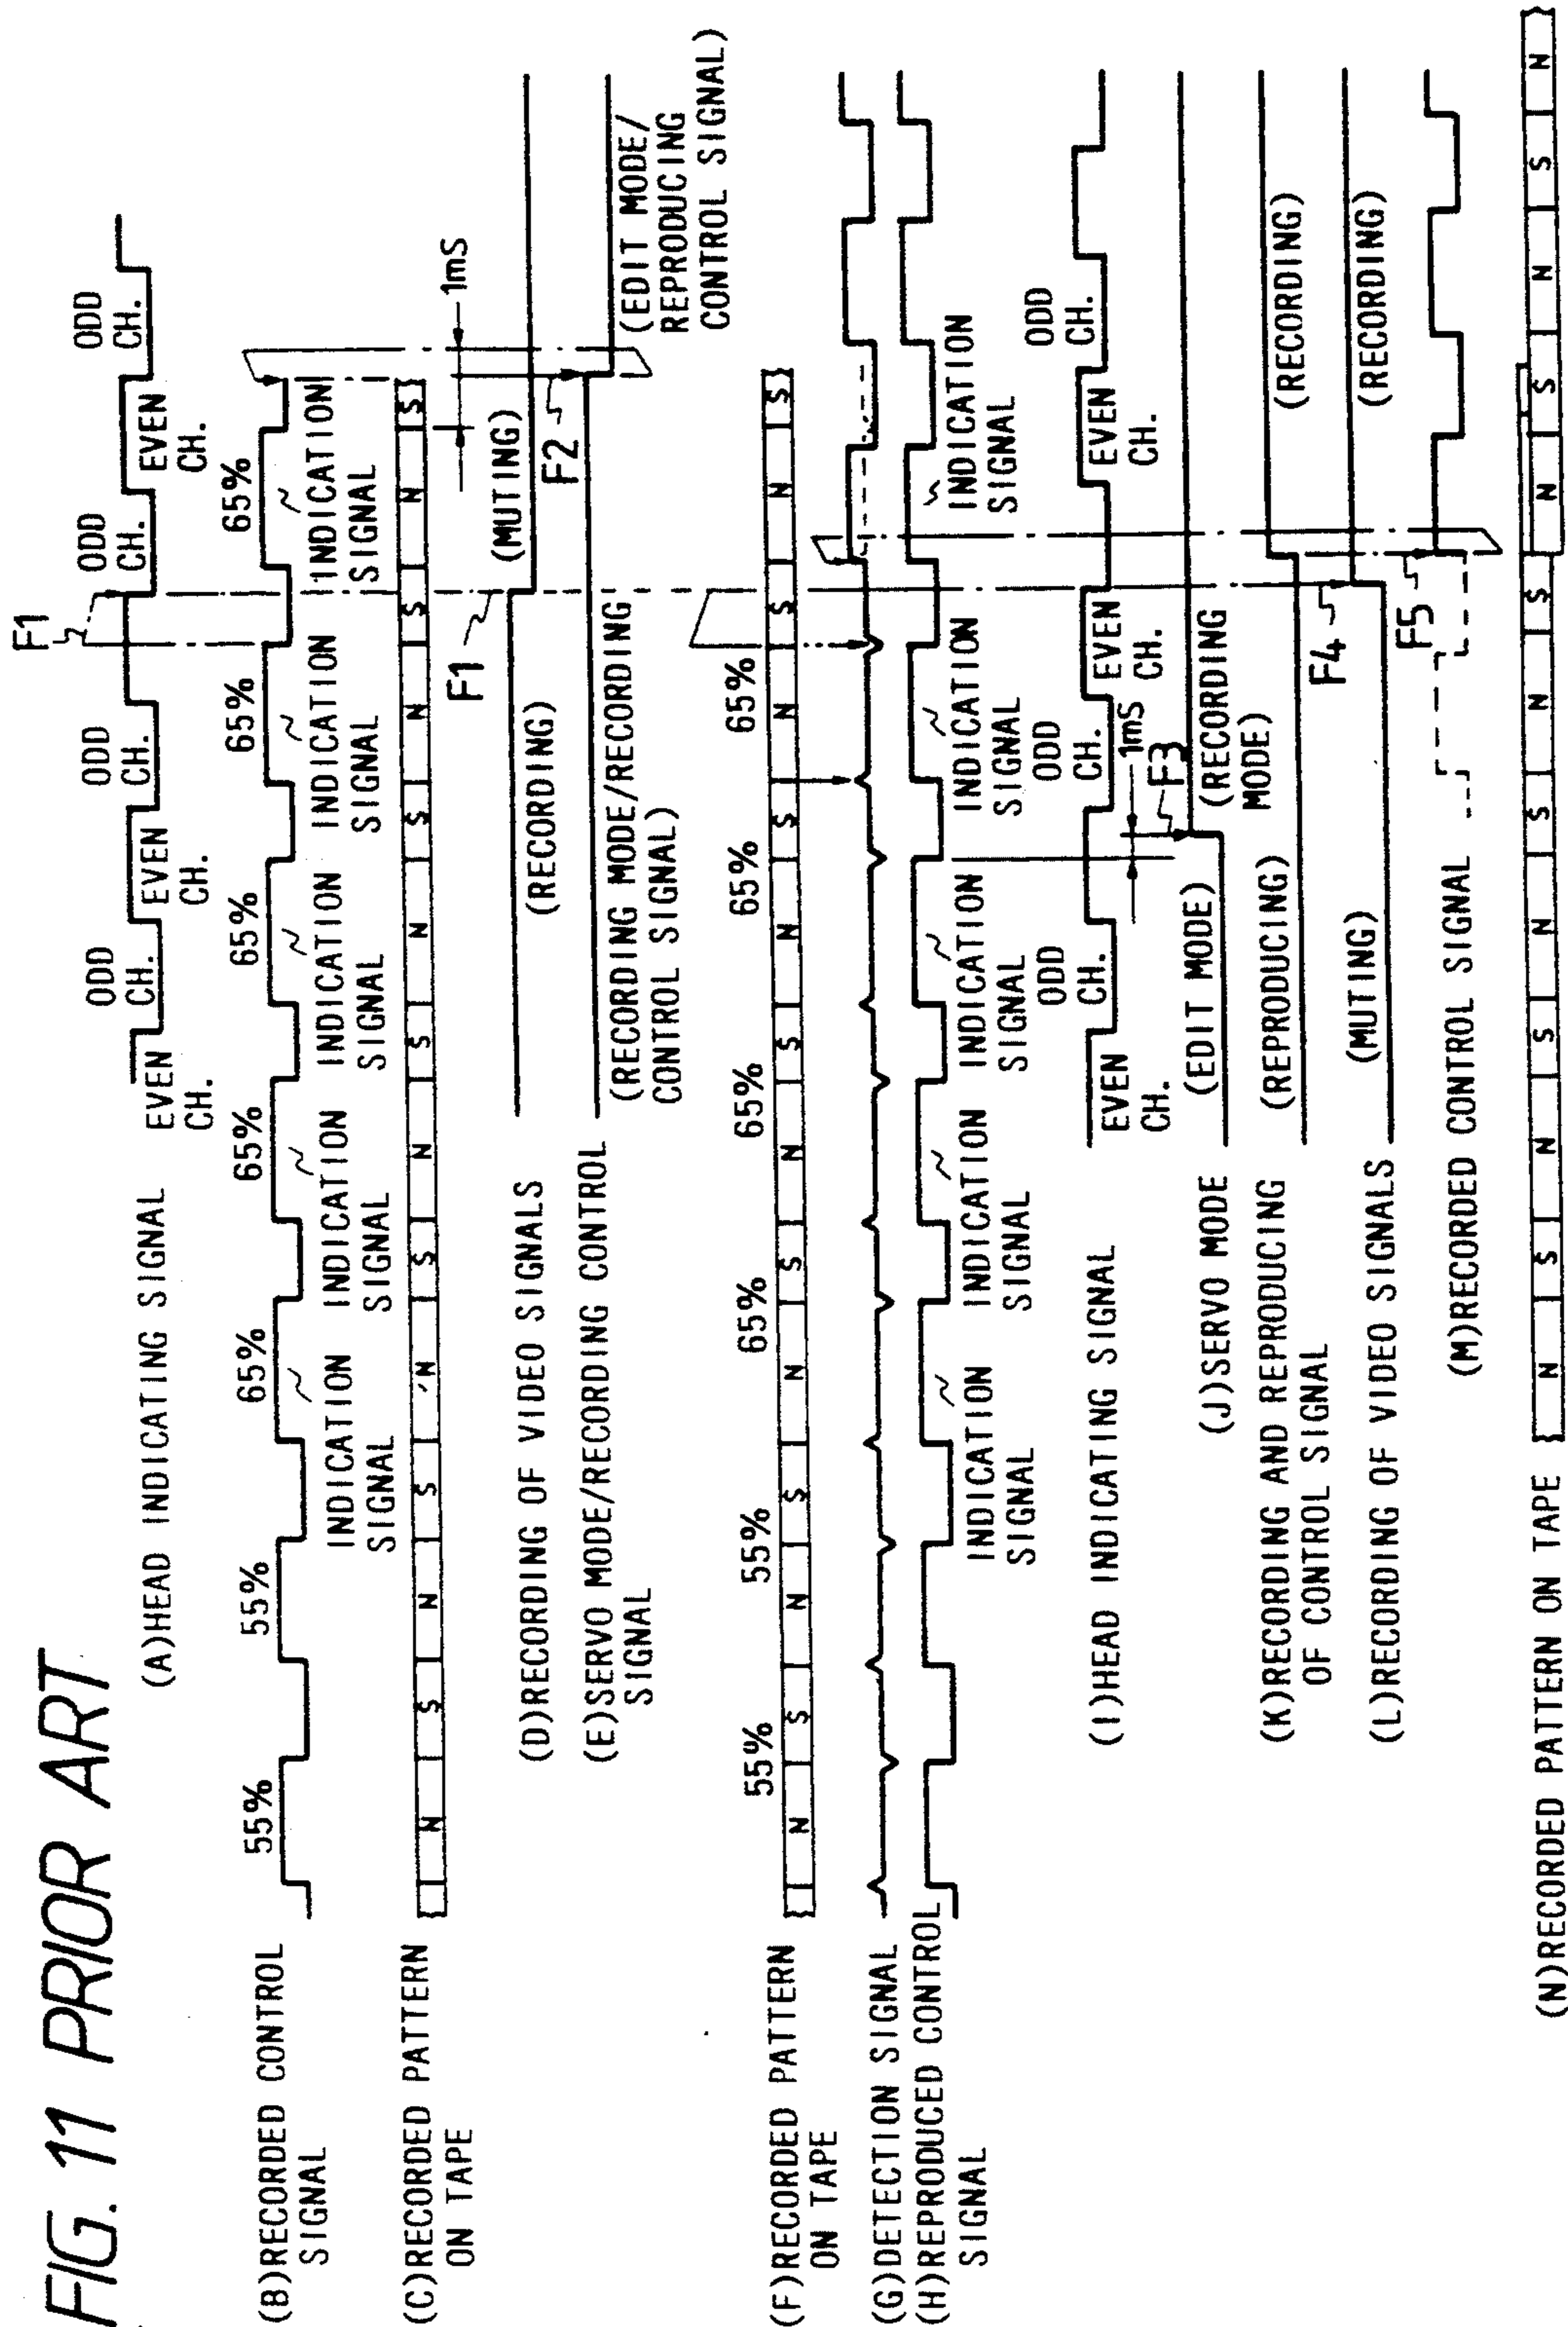 FIG. 11 PRIOR ART
F1
(A)HEAD INDICATING SIGNAL
EVEN CH.
ODD CH.
EVEN CH.
ODD CH.
ODD CH.
EVEN CH.
ODD CH.
(B)RECORDED CONTROL
SIGNAL
55%
55%
65%
65%
65%
65%
65%
INDICATION
SIGNAL
INDICATION
SIGNAL
INDICATION
SIGNAL
INDICATION
SIGNAL
INDICATION
SIGNAL
(C)RECORDED PATTERN
ON TAPE
N S N S N S N S N S N S N S
1mS
F1
(D)RECORDING OF VIDEO SIGNALS
(RECORDING)
(MUTING)
F2
(E)SERVO MODE/RECORDING CONTROL
SIGNAL
(RECORDING MODE/RECORDING
CONTROL SIGNAL)
(EDIT MODE/
REPRODUCING
CONTROL SIGNAL)
55%
55%
65%
65%
65%
65%
(F)RECORDED PATTERN
ON TAPE
N S N S N S N S N S N S N S
(G)DETECTION SIGNAL
(H)REPRODUCED CONTROL
SIGNAL
INDICATION
SIGNAL
INDICATION
SIGNAL
INDICATION
SIGNAL
INDICATION
SIGNAL
INDICATION
SIGNAL
(I)HEAD INDICATING SIGNAL
EVEN
CH.
ODD
CH.
ODD
CH.
EVEN
CH.
EVEN
CH.
ODD
CH.
1mS
F3
(J)SERVO MODE
(EDIT MODE)
(RECORDING
MODE)
(K)RECORDING AND REPRODUCING
OF CONTROL SIGNAL
(REPRODUCING)
(RECORDING)
F4
(L)RECORDING OF VIDEO SIGNALS
(MUTING)
(RECORDING)
F5
(M)RECORDED CONTROL SIGNAL
(N)RECORDED PATTERN ON TAPE
N S N S N S N S N S N S N